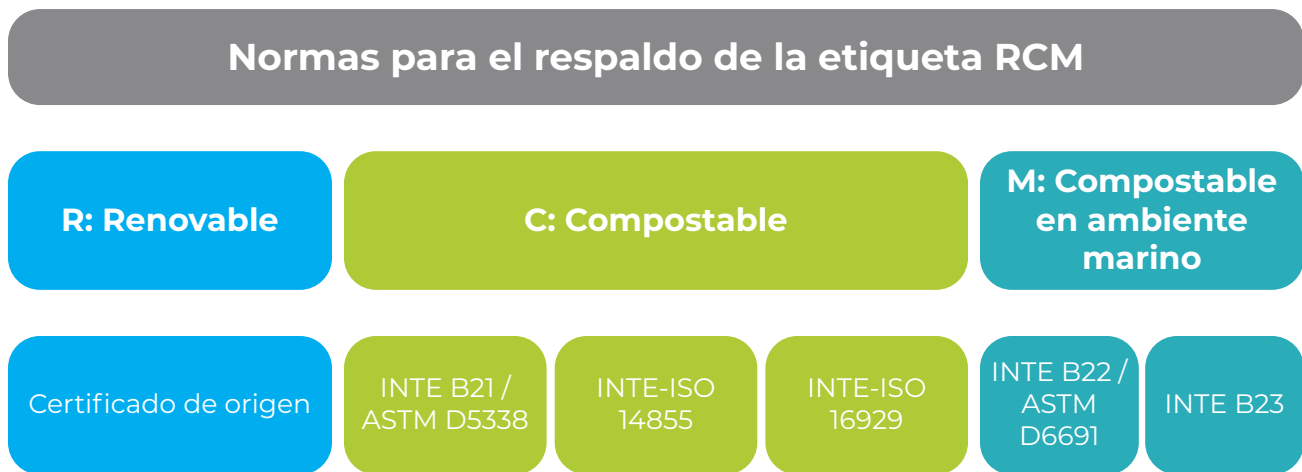 Normas para el respaldo de la etiqueta RCM
R: Renovable
C: Compostable
M: Compostable
en ambiente
marino
Certificado de origen
INTE B21 /
ASTM D5338
INTE-ISO
14855
INTE-ISO
16929
INTE B22 /
ASTM
D6691
INTE B23